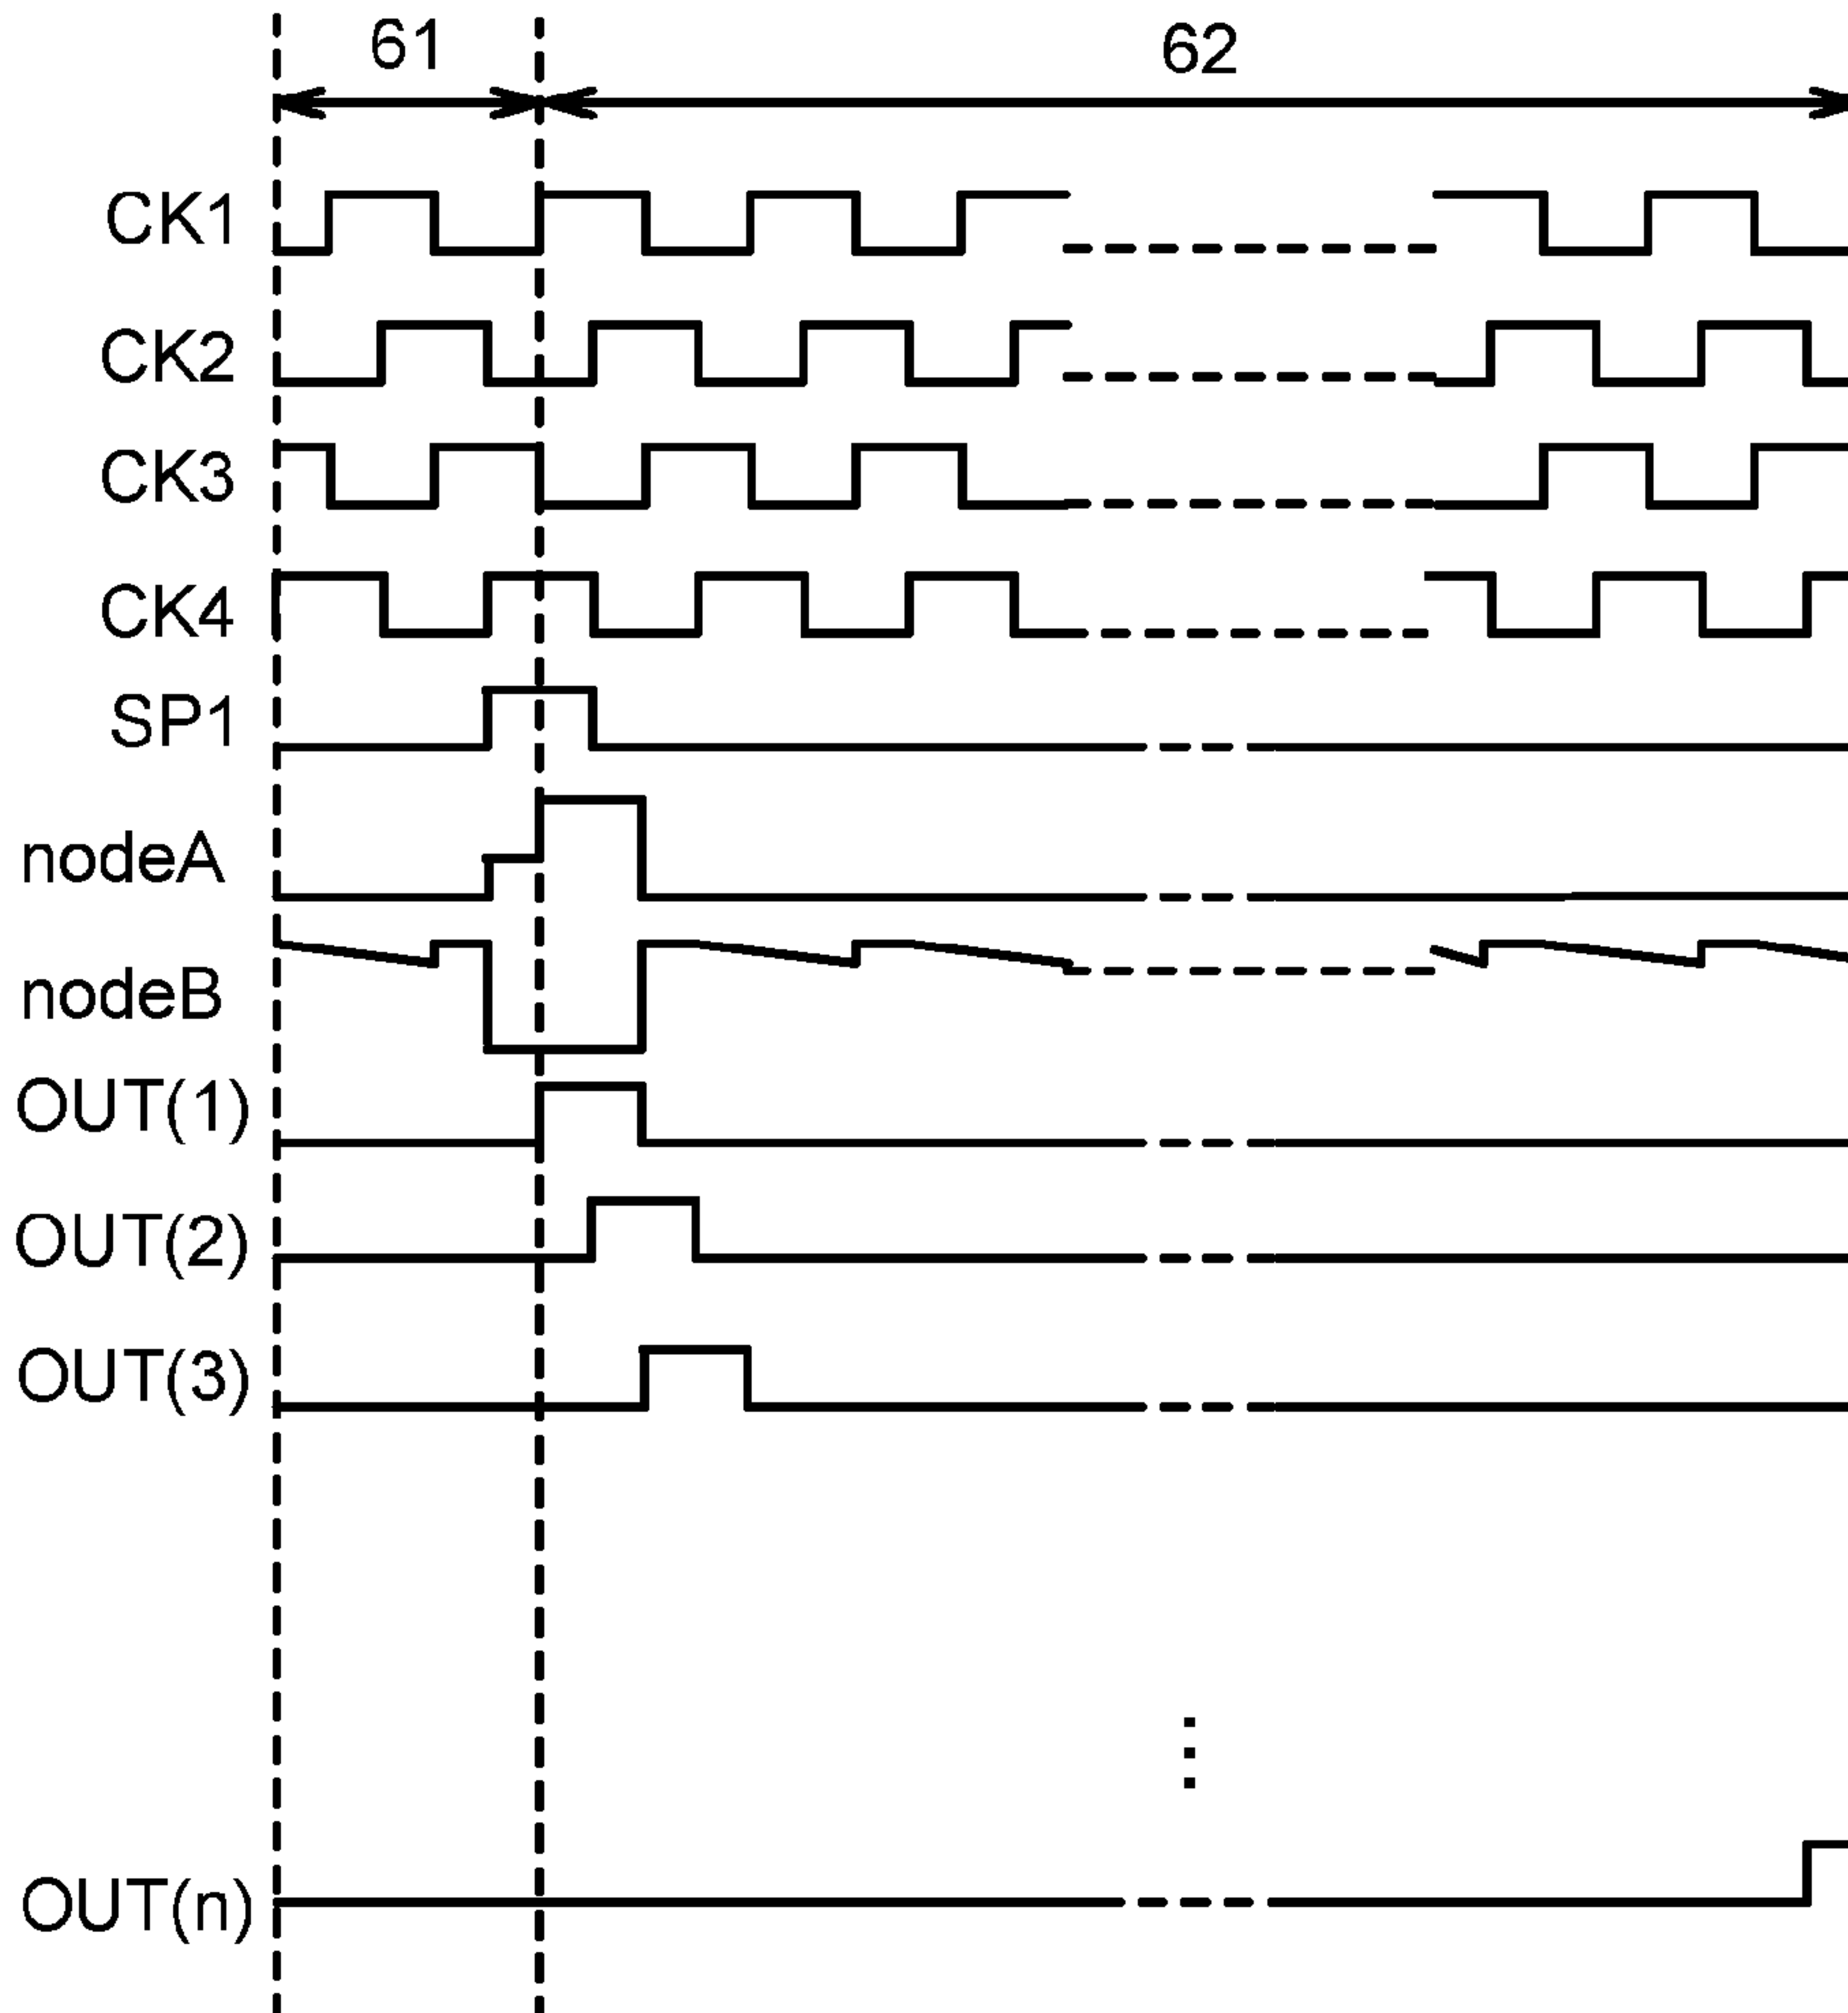 61
62
CK1
CK2
CK3
CK4
SP1
nodeA
nodeB
OUT(1)
OUT(2)
OUT(3)
OUT(n)